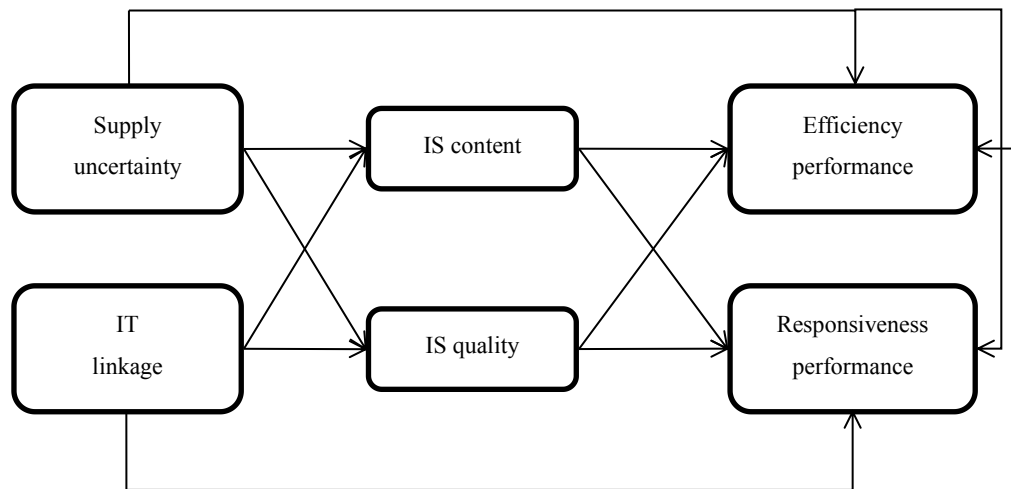 Supply
uncertainty
IS content
Efficiency
performance
IT
linkage
IS quality
Responsiveness
performance